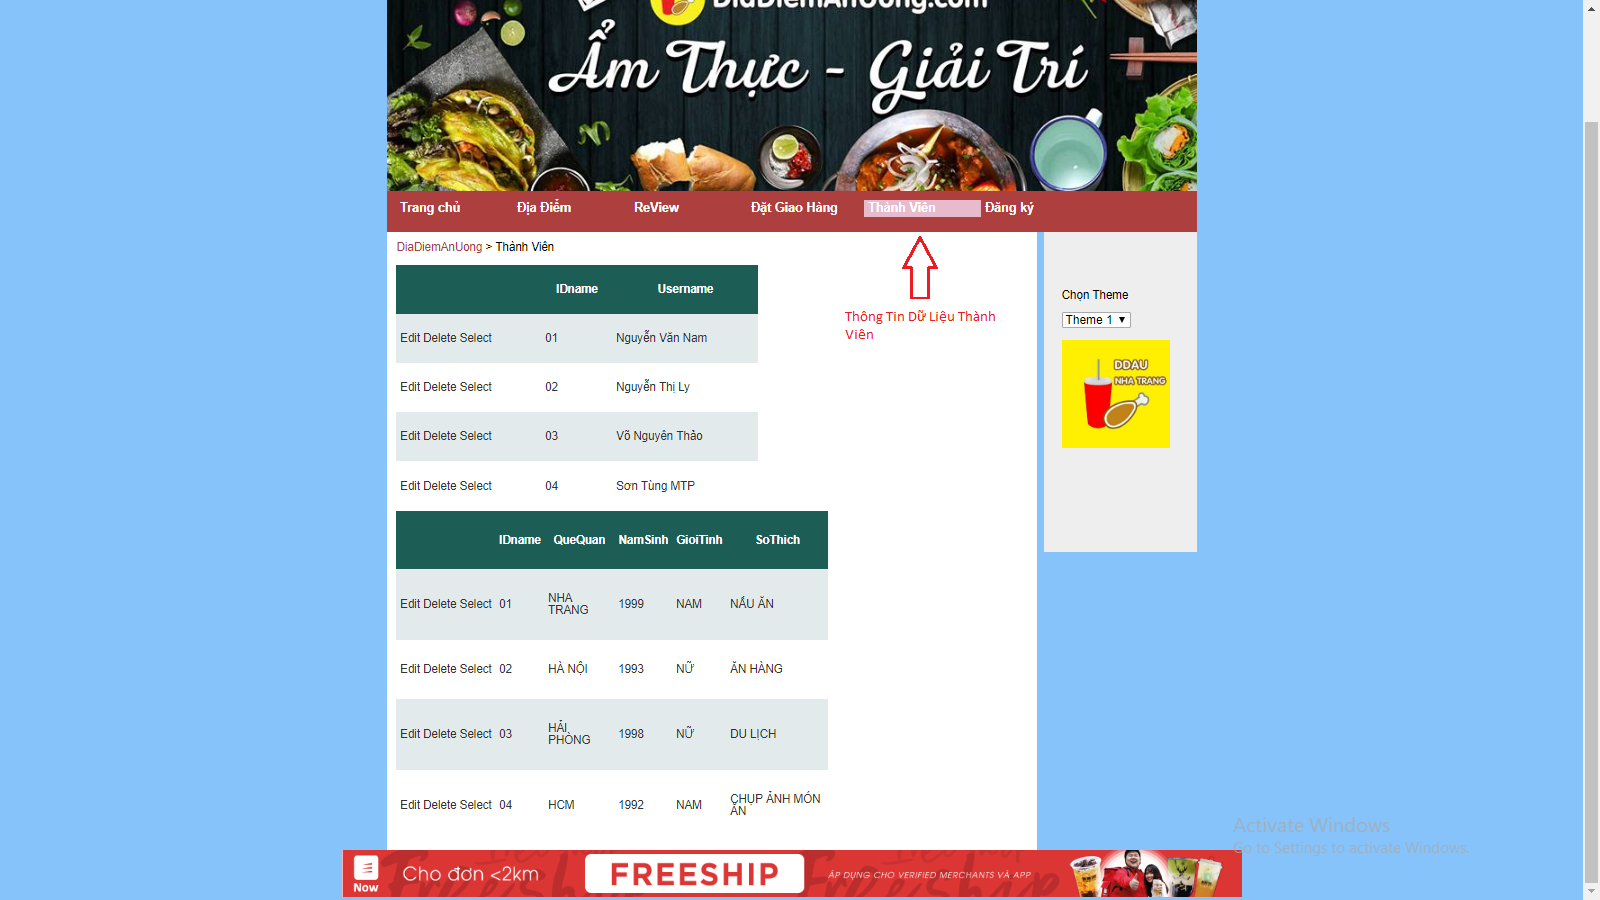 DiaDiemAnUong.com
Ẩm Thực - Giải Trí
Trang chủ Địa Điểm ReView Đặt Giao Hàng Thành Viên Đăng ký
DiaDiemAnUong > Thành Viên
IDname Username
Edit Delete Select 01 Nguyễn Văn Nam
Edit Delete Select 02 Nguyễn Thị Ly
Edit Delete Select 03 Võ Nguyên Thảo
Edit Delete Select 04 Sơn Tùng MTP
IDname QueQuan NamSinh GioiTinh SoThich
Edit Delete Select 01 NHA TRANG 1999 NAM NẤU ĂN
Edit Delete Select 02 HÀ NỘI 1993 NỮ ĂN HÀNG
Edit Delete Select 03 HẢI PHÒNG 1998 NỮ DU LỊCH
Edit Delete Select 04 HCM 1992 NAM CHỤP ẢNH MÓN ĂN
Thông Tin Dữ Liệu Thành
Viên
Chọn Theme
Theme 1
DDAU
NHA TRANG
Activate Windows
Go to Settings to activate Windows.
Now
Cho đơn <2km
FREESHIP
ÁP DỤNG CHO VERIFIED MERCHANTS VÀ APP